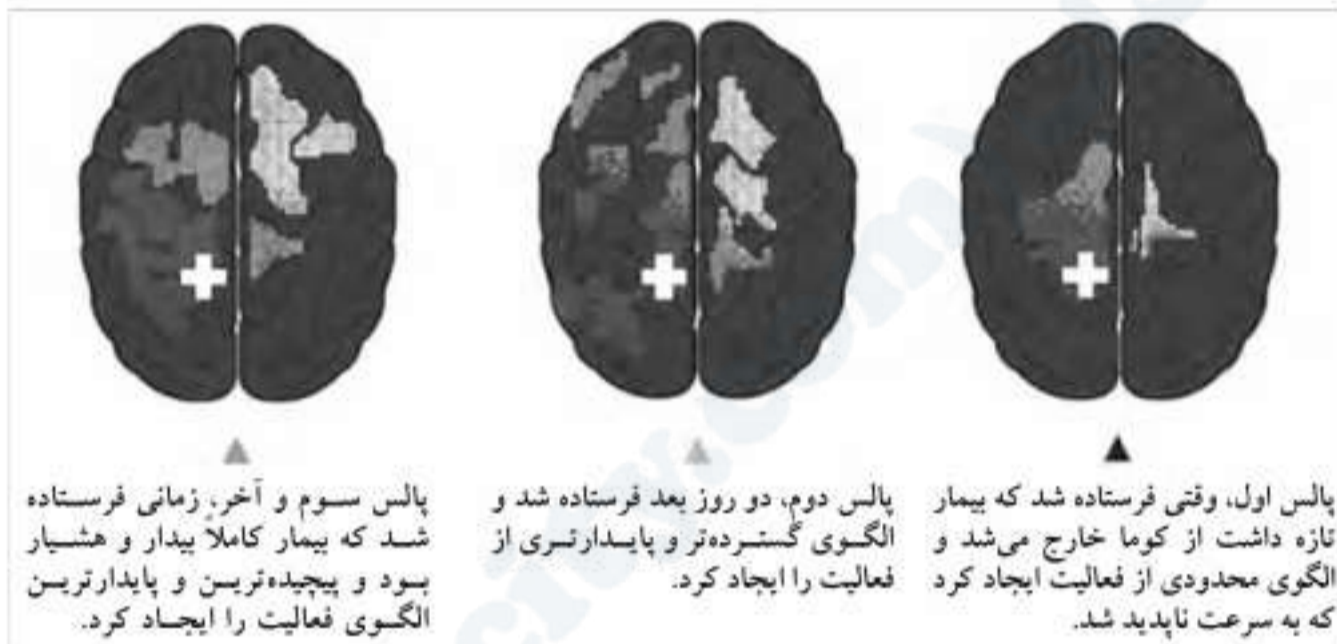 پالس اول، وقتی فرستاده شد که بیمار
تازه داشت از کوما خارج می‌شد و
الگوی محدودی از فعالیت ایجاد کرد
که به سرعت ناپدید شد.
پالس دوم، دو روز بعد فرستاده شد و
الگوی گسترده‌تر و پایدارتری از
فعالیت را ایجاد کرد.
پالس سوم و آخر، زمانی فرستاده
شد که بیمار کاملاً بیدار و هشیار
بود و پیچیده‌ترین و پایدارترین
الگوی فعالیت را ایجاد کرد.